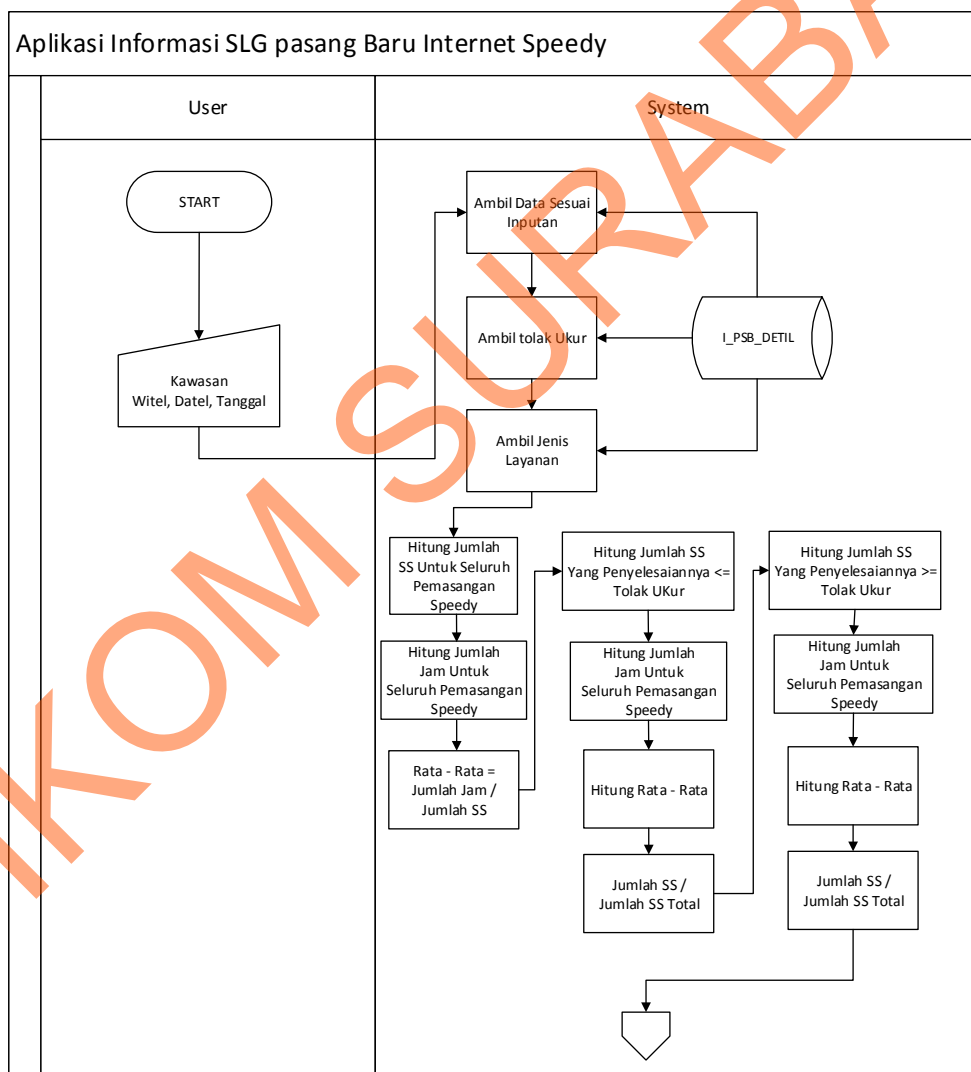 Aplikasi Informasi SLG pasang Baru Internet Speedy
User
System
START
Kawasan
Witel, Datel, Tanggal
Ambil Data Sesuai
Inputan
Ambil tolak Ukur
I_PSB_DETIL
Ambil Jenis
Layanan
Hitung Jumlah
SS Untuk Seluruh
Pemasangan
Speedy
Hitung Jumlah
Jam Untuk
Seluruh Pemasangan
Speedy
Rata - Rata =
Jumlah Jam /
Jumlah SS
Hitung Jumlah SS
Yang Penyelesaiannya <=
Tolak UKur
Hitung Jumlah
Jam Untuk
Seluruh Pemasangan
Speedy
Hitung Rata - Rata
Jumlah SS /
Jumlah SS Total
Hitung Jumlah SS
Yang Penyelesaiannya >=
Tolak Ukur
Hitung Jumlah
Jam Untuk
Seluruh Pemasangan
Speedy
Hitung Rata - Rata
Jumlah SS /
Jumlah SS Total
IKOM SURABA